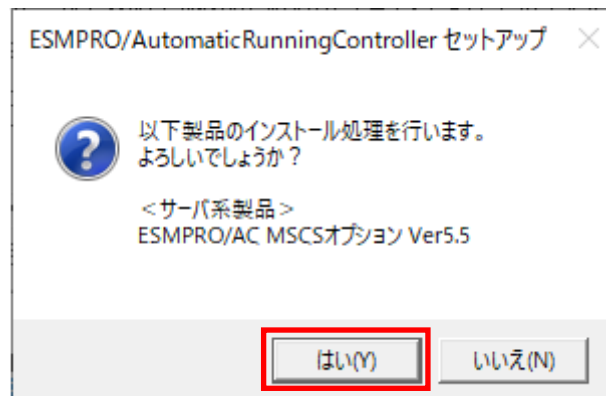 ESMPRO/AutomaticRunningController セットアップ
以下製品のインストール処理を行います。
よろしいでしょうか？
＜サーバ系製品＞
ESMPRO/AC MSCSオプション Ver5.5
はい(Y)
いいえ(N)